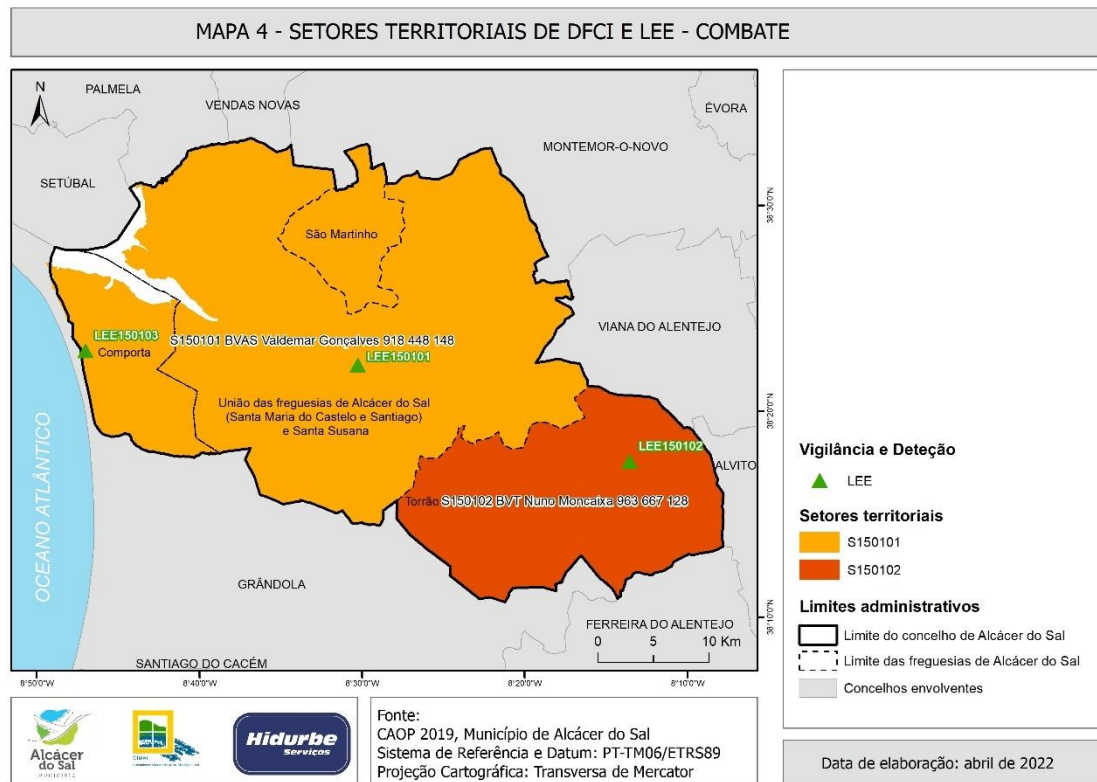 MAPA 4 - SETORES TERRITORIAIS DE DFCI E LEE - COMBATE
N
PALMELA
VENDAS NOVAS
ÉVORA
MONTEMOR-O-NOVO
SETÚBAL
38°30'0"N
São Martinho
VIANA DO ALENTEJO
LEE150103
S150101 BVAS Valdemar Gonçalves 918 448 148
Comporta
LEE150101
União das freguesias de Alcácer do Sal
(Santa Maria do Castelo e Santiago)
e Santa Susana
38°20'0"N
OCEANO ATLÂNTICO
LEE150102
ALVITO
Torrão
S150102 BVT Nuno Moncaixa 963 667 128
GRÂNDOLA
38°10'0"N
FERREIRA DO ALENTEJO
0 5 10 Km
SANTIAGO DO CACÉM
8°50'0"W 8°40'0"W 8°30'0"W 8°20'0"W 8°10'0"W
Vigilância e Deteção
LEE
Setores territoriais
S150101
S150102
Limites administrativos
Limite do concelho de Alcácer do Sal
Limite das freguesias de Alcácer do Sal
Concelhos envolventes
Alcácer
do Sal
MUNICÍPIO
Hidurbe
Serviços
Fonte:
CAOP 2019, Município de Alcácer do Sal
Sistema de Referência e Datum: PT-TM06/ETRS89
Projeção Cartográfica: Transversa de Mercator
Data de elaboração: abril de 2022